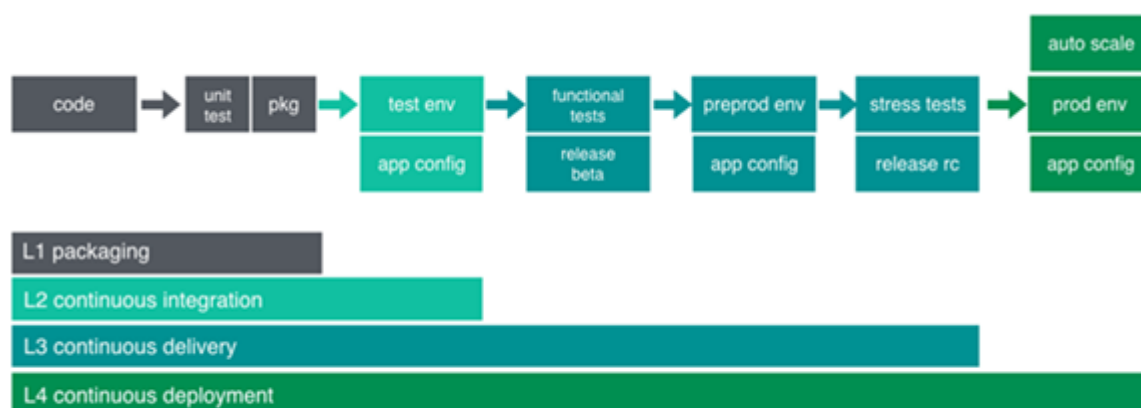 auto scale
code
unit
test
pkg
test env
functional
tests
preprod env
stress tests
prod env
app config
release
beta
app config
release rc
app config
L1 packaging
L2 continuous integration
L3 continuous delivery
L4 continuous deployment